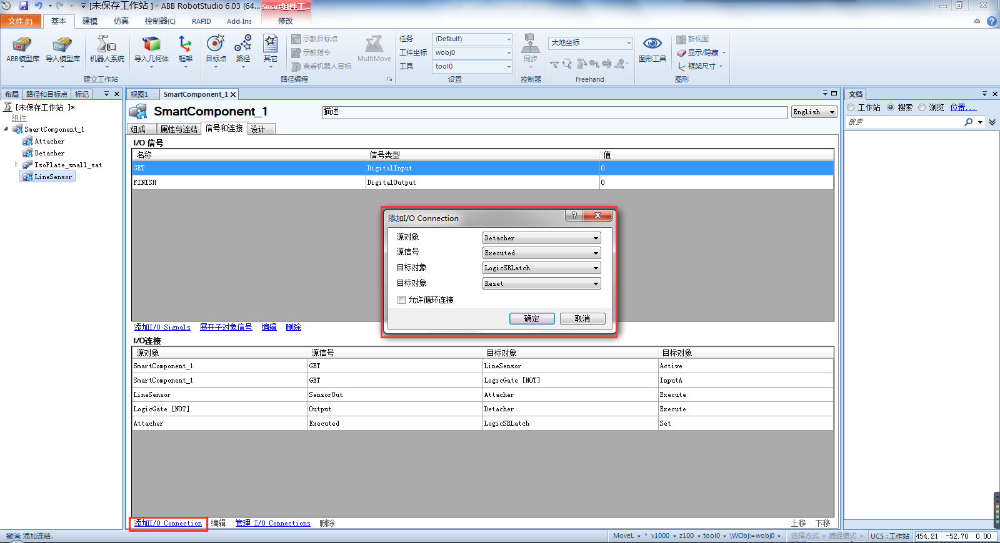 [未保存工作站 ] - ABB RobotStudio 6.03 (64... Smart组件工...
文件(F) 基本 建模 仿真 控制器(C) RAPID Add-Ins 修改
ABB模型库 导入模型库 机器人系统 导入几何体 框架 目标点 路径 其它
示教目标点
示教指令
查看机器人目标
MultiMove
任务 (Default)
工件坐标 wobj0
工具 tool0
同步
大地坐标
图形工具
新视图
显示/隐藏
框架尺寸
建立工作站 路径编程 设置 控制器 Freehand 图形
布局 路径和目标点 标记
[未保存工作站 ]*
组件
SmartComponent_1
Attacher
Detacher
IsoPlate_small_sat
LineSensor
视图1 SmartComponent_1
SmartComponent_1 描述 English
组成 属性与连结 信号和连接 设计
I/O 信号
名称 信号类型 值
GET DigitalInput 0
FINISH DigitalOutput 0
添加I/O Signals 展开子对象信号 编辑 删除
添加I/O Connection
源对象 Detacher
源信号 Executed
目标对象 LogicSRLatch
目标对象 Reset
允许循环连接
确定 取消
I/O连接
源对象 源信号 目标对象 目标对象
SmartComponent_1 GET LineSensor Active
SmartComponent_1 GET LogicGate [NOT] InputA
LineSensor SensorOut Attacher Execute
LogicGate [NOT] Output Detacher Execute
Attacher Executed LogicSRLatch Set
添加I/O Connection 编辑 管理 I/O Connections 删除 上移 下移
文档
工作站 搜索 浏览 位置...
搜索
撤消:添加连结.
MoveL * v1000 z100 tool0 \WObj:=wobj0 选择方式 捕捉模式 UCS:工作站 454.21 -52.70 0.00